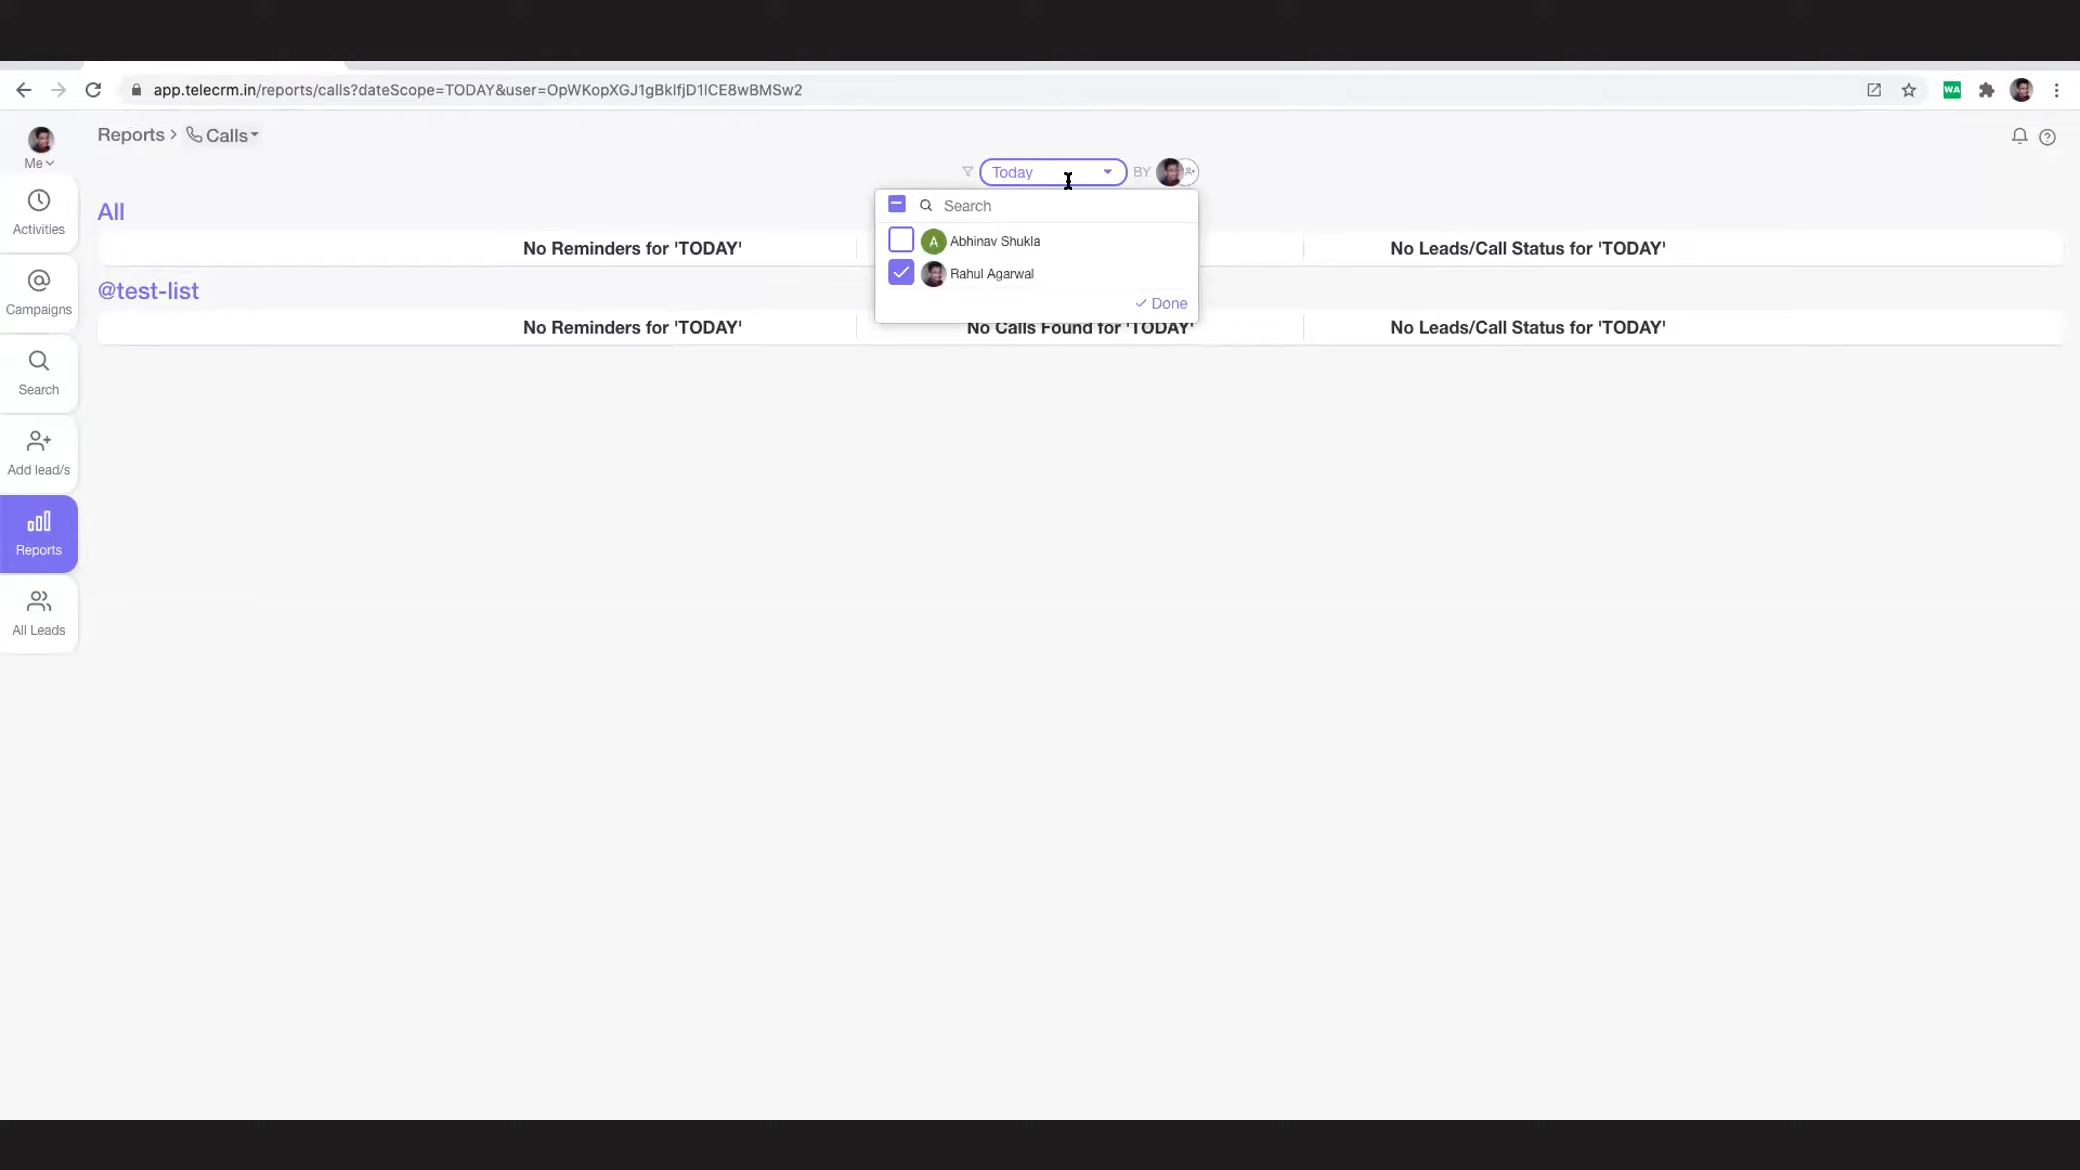 app.telecrm.in/reports/calls?dateScope=TODAY&user=OpWKopXGJ1gBklfjD1lCE8wBMSw2
WA
Me
Reports > Calls
Today
BY
Search
Abhinav Shukla
Rahul Agarwal
Done
All
No Reminders for 'TODAY'
No Leads/Call Status for 'TODAY'
@test-list
No Reminders for 'TODAY'
No Calls Found for 'TODAY'
No Leads/Call Status for 'TODAY'
Activities
Campaigns
Search
Add lead/s
Reports
All Leads
A